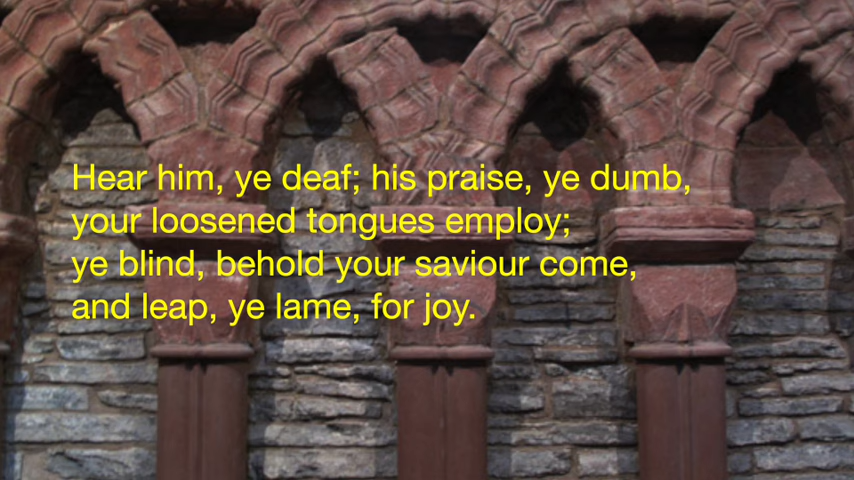 Hear him, ye deaf; his praise, ye dumb,
your loosened tongues employ;
ye blind, behold your saviour come,
and leap, ye lame, for joy.